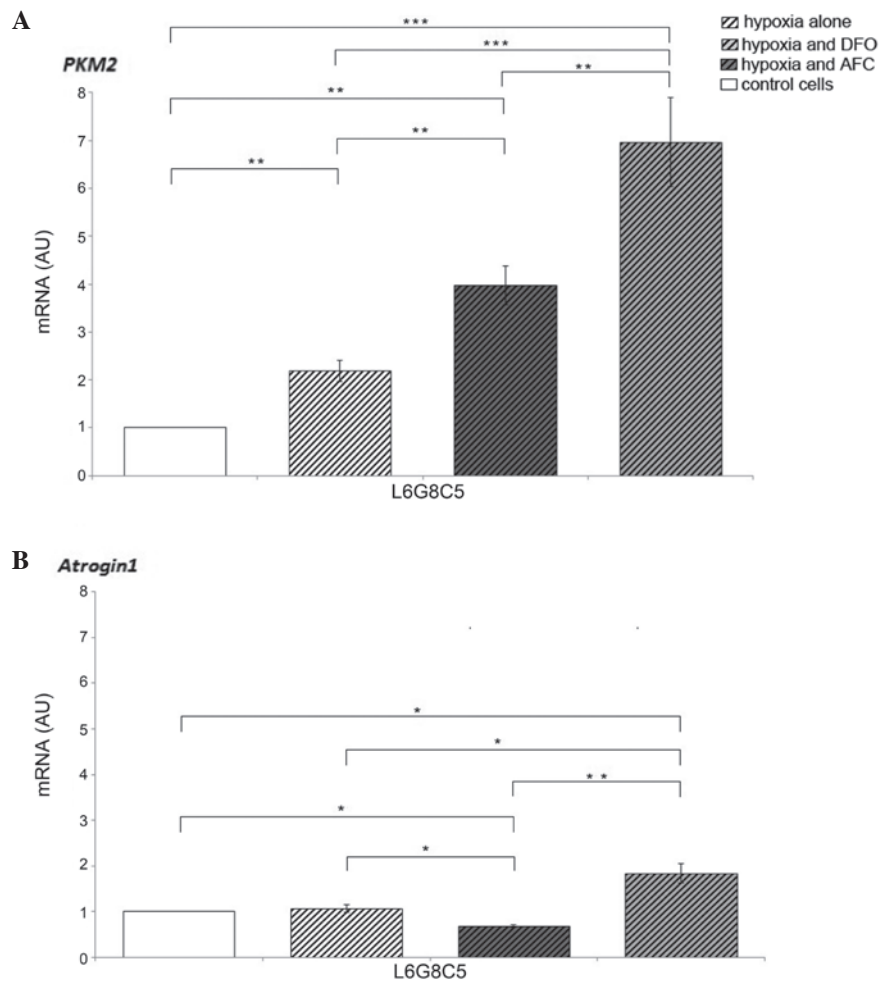 A
PKM2
hypoxia alone
hypoxia and DFO
hypoxia and AFC
control cells
***
***
**
**
**
**
8
7
6
5
4
3
2
1
0
mRNA (AU)
L6G8C5
B
Atrogin1
8
7
6
5
4
3
2
1
0
mRNA (AU)
*
*
* *
*
*
L6G8C5